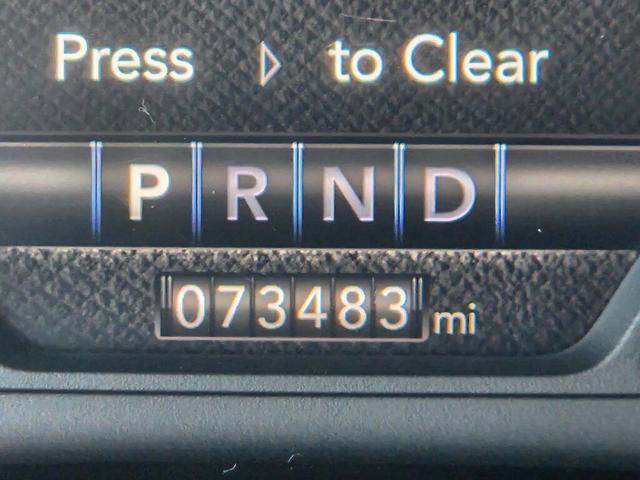 Press ▷ to Clear
P R N D
073483 mi